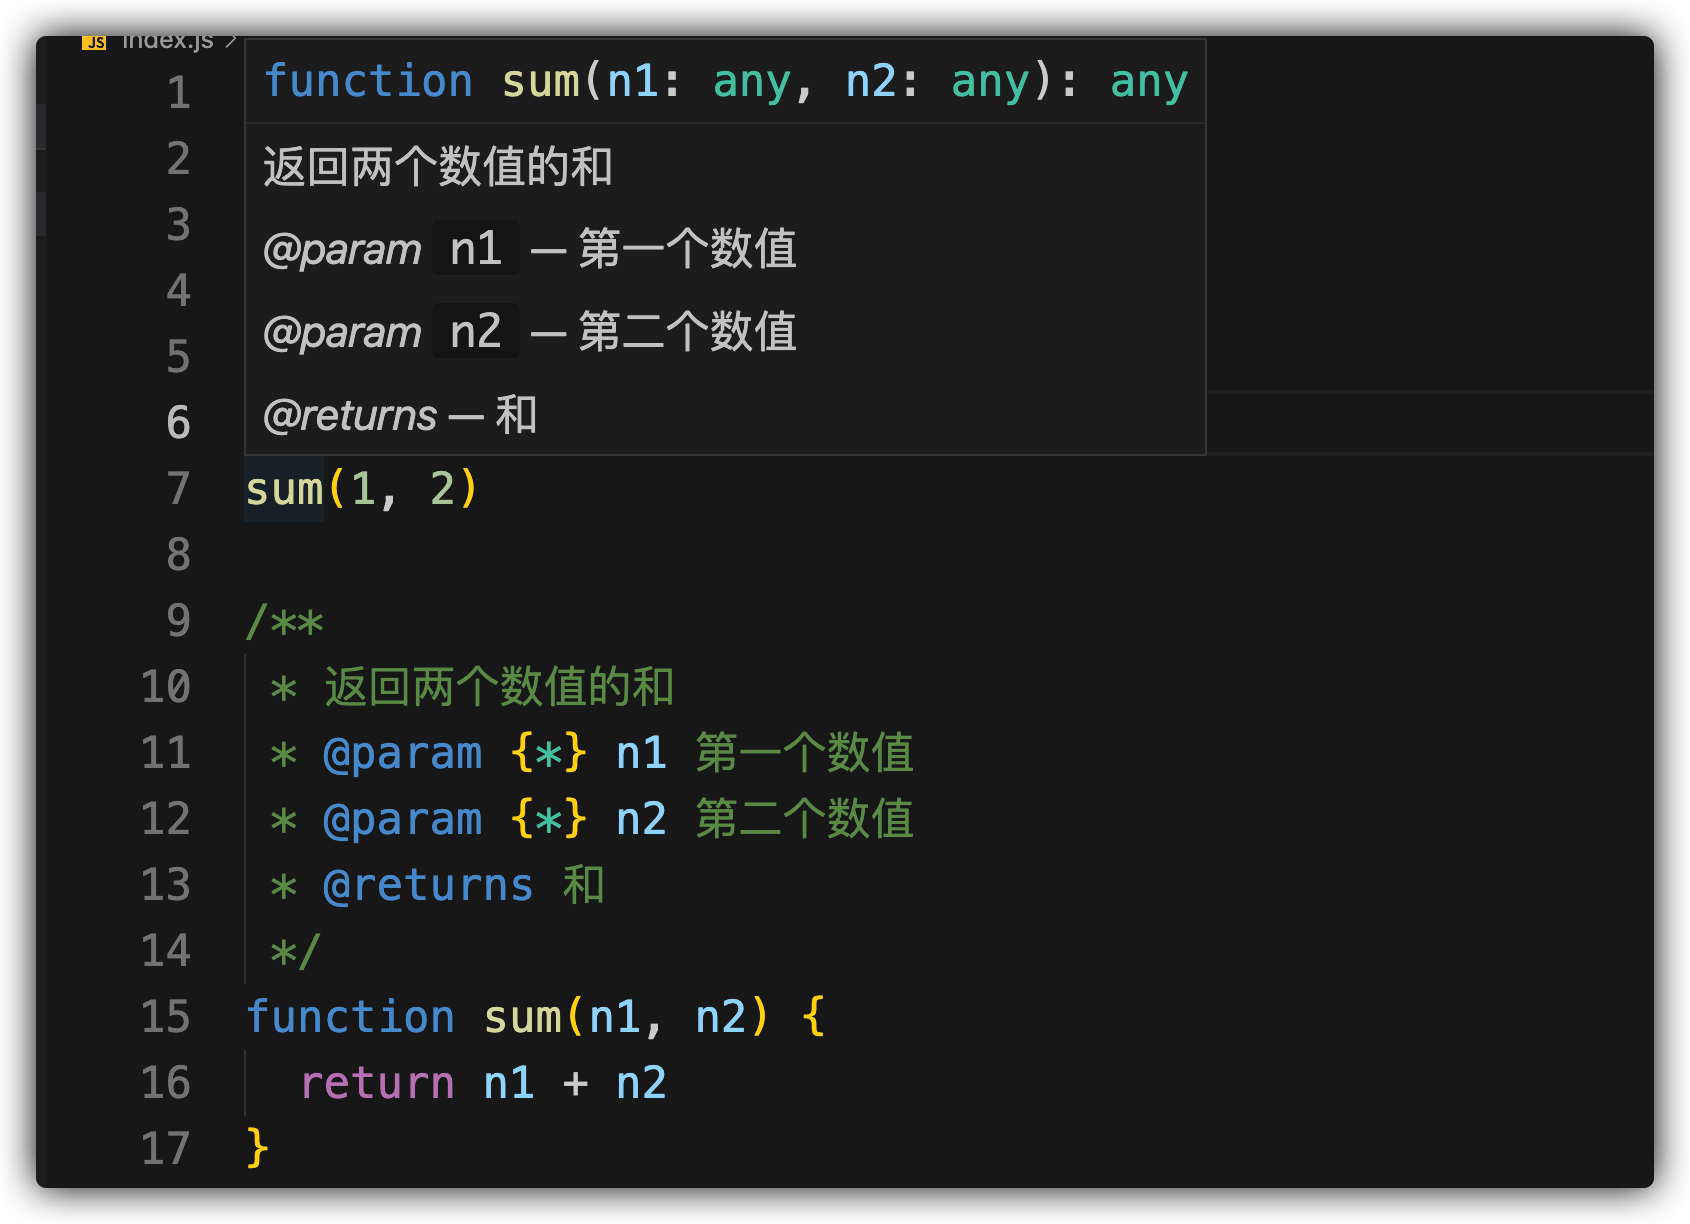 JS index.js >
1
function sum(n1: any, n2: any): any
2
返回两个数值的和
3
@param n1 — 第一个数值
4
@param n2 — 第二个数值
5
@returns — 和
6
7 sum(1, 2)
8
9 /**
10 * 返回两个数值的和
11 * @param {*} n1 第一个数值
12 * @param {*} n2 第二个数值
13 * @returns 和
14 */
15 function sum(n1, n2) {
16 return n1 + n2
17 }